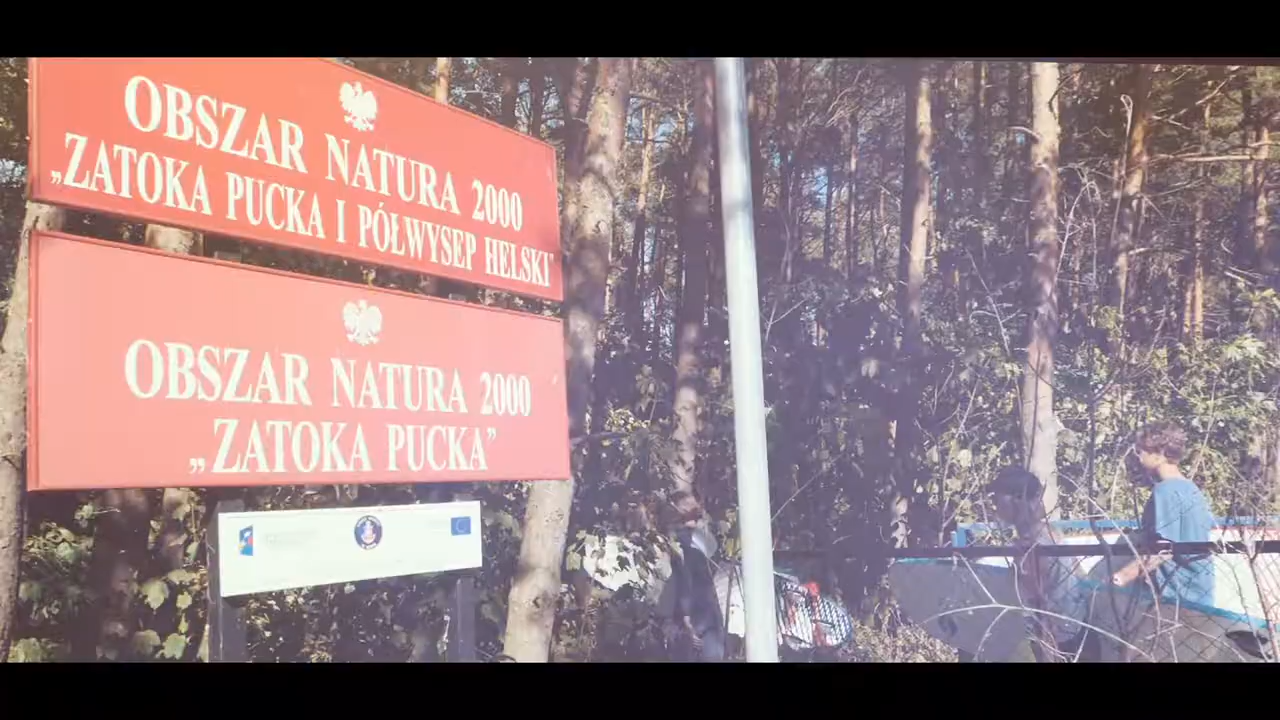 OBSZAR NATURA 2000
„ZATOKA PUCKA I PÓŁWYSEP HELSKI"
OBSZAR NATURA 2000
„ZATOKA PUCKA”